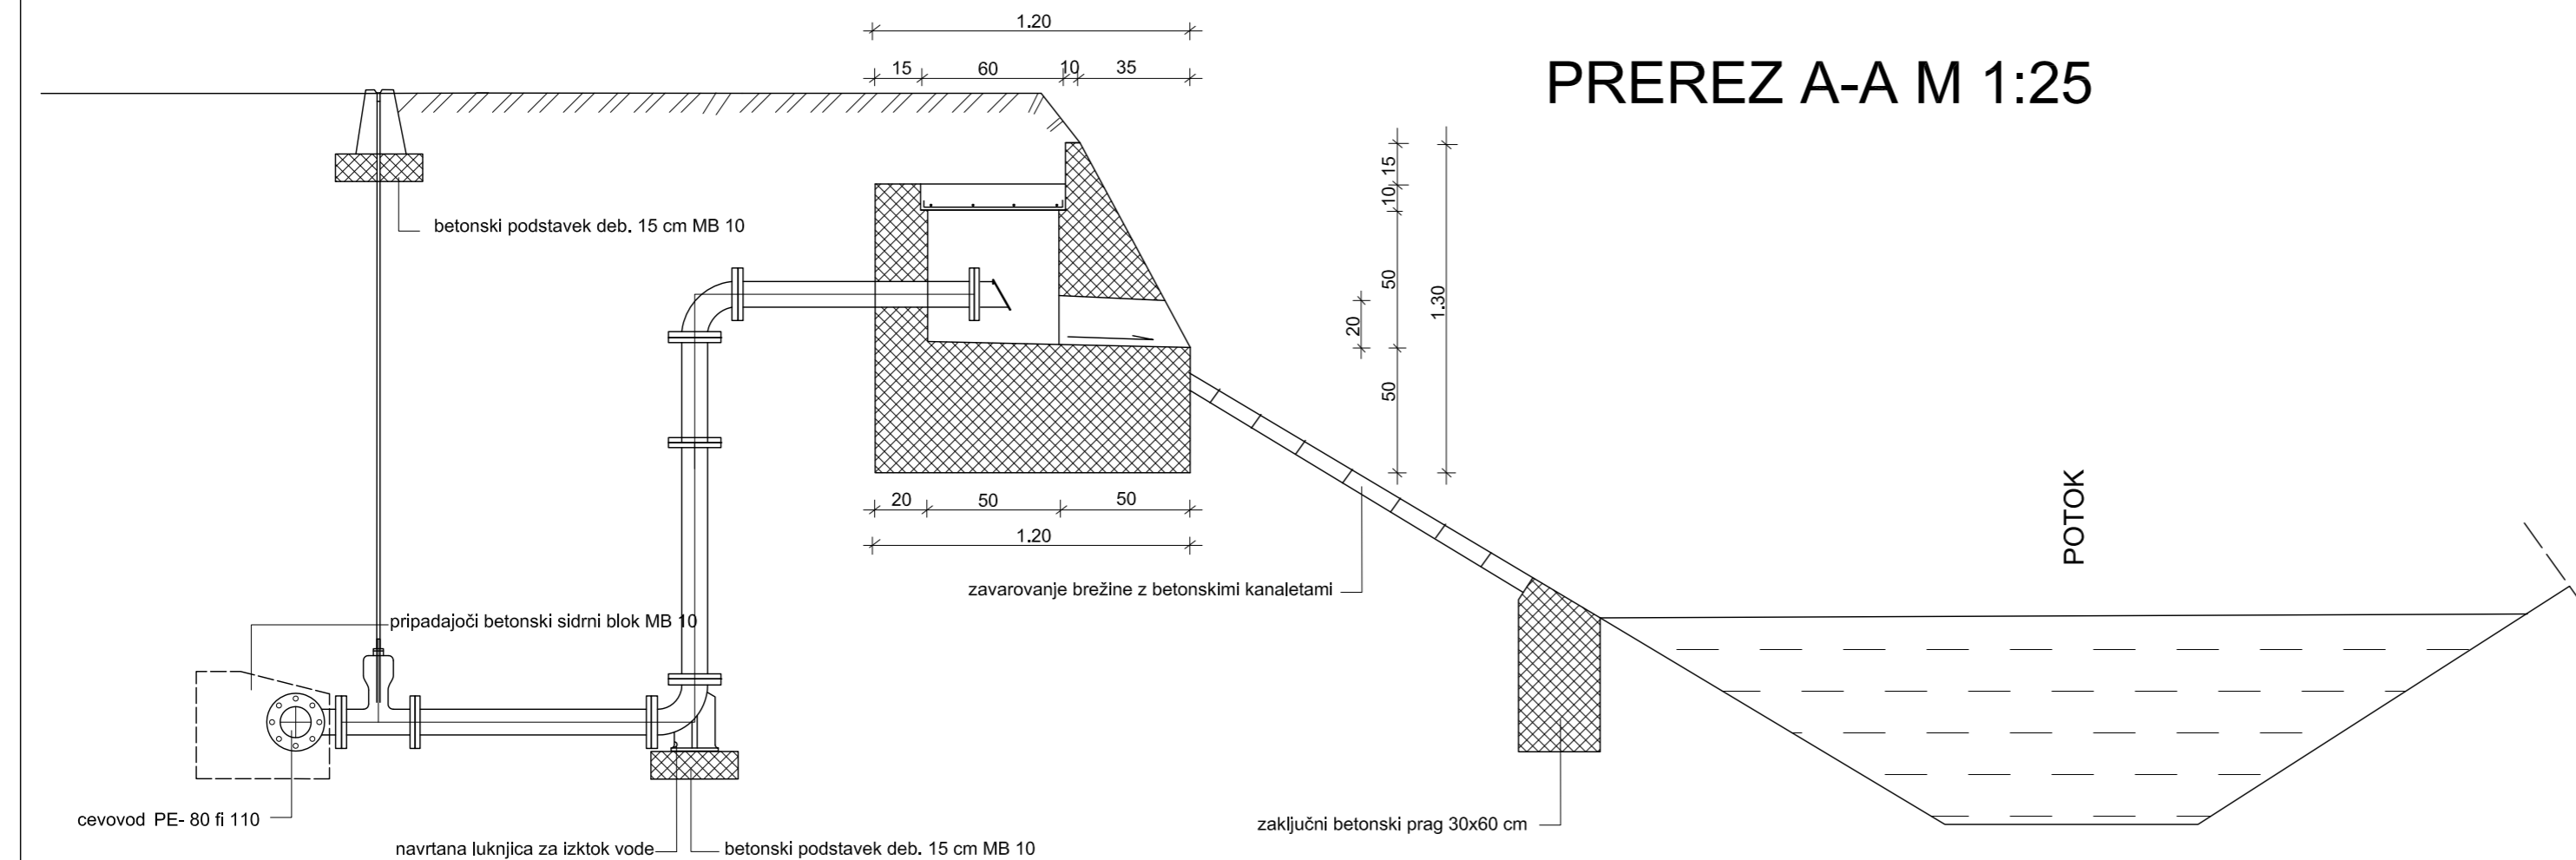 1.20
15 60 10 35
PREREZ A-A M 1:25
15
10
50
20
50
1.30
betonski podstavek deb. 15 cm MB 10
20 50 50
1.20
POTOK
zavarovanje brežine z betonskimi kanaletami
pripadajoči betonski sidrni blok MB 10
cevovod PE- 80 fi 110
zaključni betonski prag 30x60 cm
navrtana luknjica za izktok vode
betonski podstavek deb. 15 cm MB 10